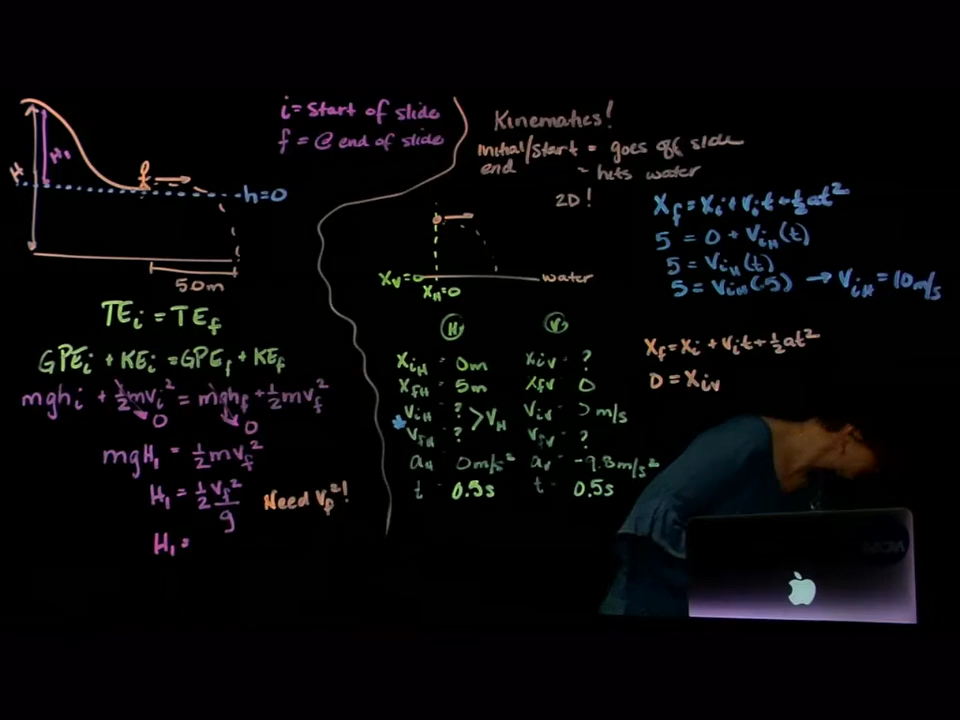 i = Start of slide
f = @ end of slide
H
H₁
f
h=0
5.0m
TEi = TEf
GPEi + KEi = GPEf + KEf
mghi + ½mvi² = mghf + ½mvf²
0
0
mgH₁ = ½mvf²
H₁ = ½ vf²/g
Need vf²!
H₁ =
Kinematics!
Initial/Start = goes off slide
end = hits water
2D!
Xv=0
XH=0
water
H
V
XiH = 0m
XfH = 5m
ViH = ? > VH
VfH = ?
aH = 0m/s²
t = 0.5s
Xiv = ?
Xfv = 0
Viv = 0 m/s
Vfv = ?
av = -9.8m/s²
t = 0.5s
Xf = Xi + Vit + ½at²
5 = 0 + ViH(t)
5 = ViH(t)
5 = ViH(.5) → ViH = 10m/s
Xf = Xi + Vit + ½at²
0 = Xiv